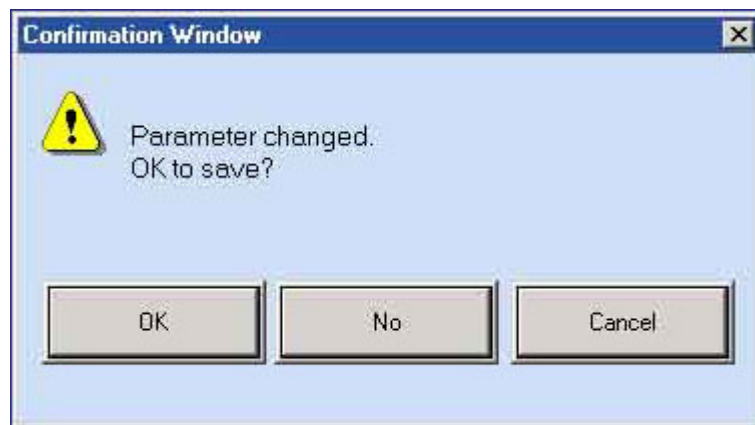 Confirmation Window
Parameter changed.
OK to save?
OK No Cancel